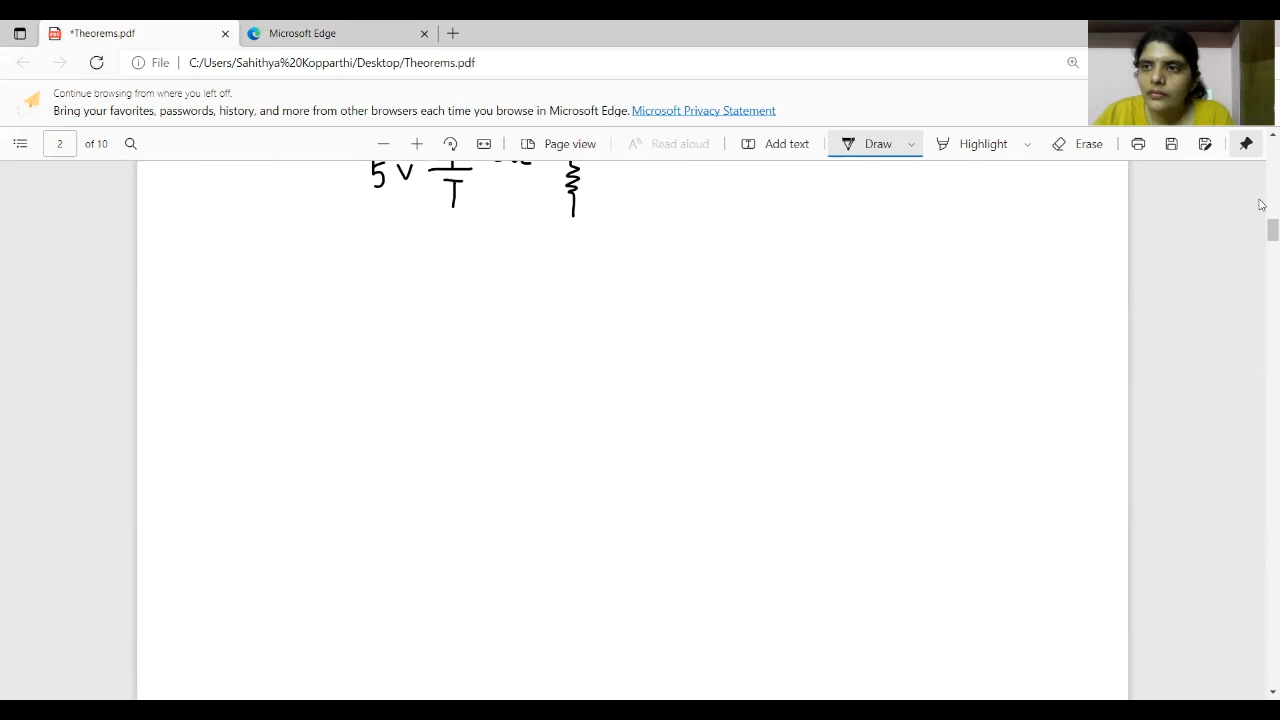 *Theorems.pdf
Microsoft Edge
File
C:/Users/Sahithya%20Kopparthi/Desktop/Theorems.pdf
Continue browsing from where you left off.
Bring your favorites, passwords, history, and more from other browsers each time you browse in Microsoft Edge. Microsoft Privacy Statement
2 of 10
Page view
Read aloud
Add text
Draw
Highlight
Erase
5 V